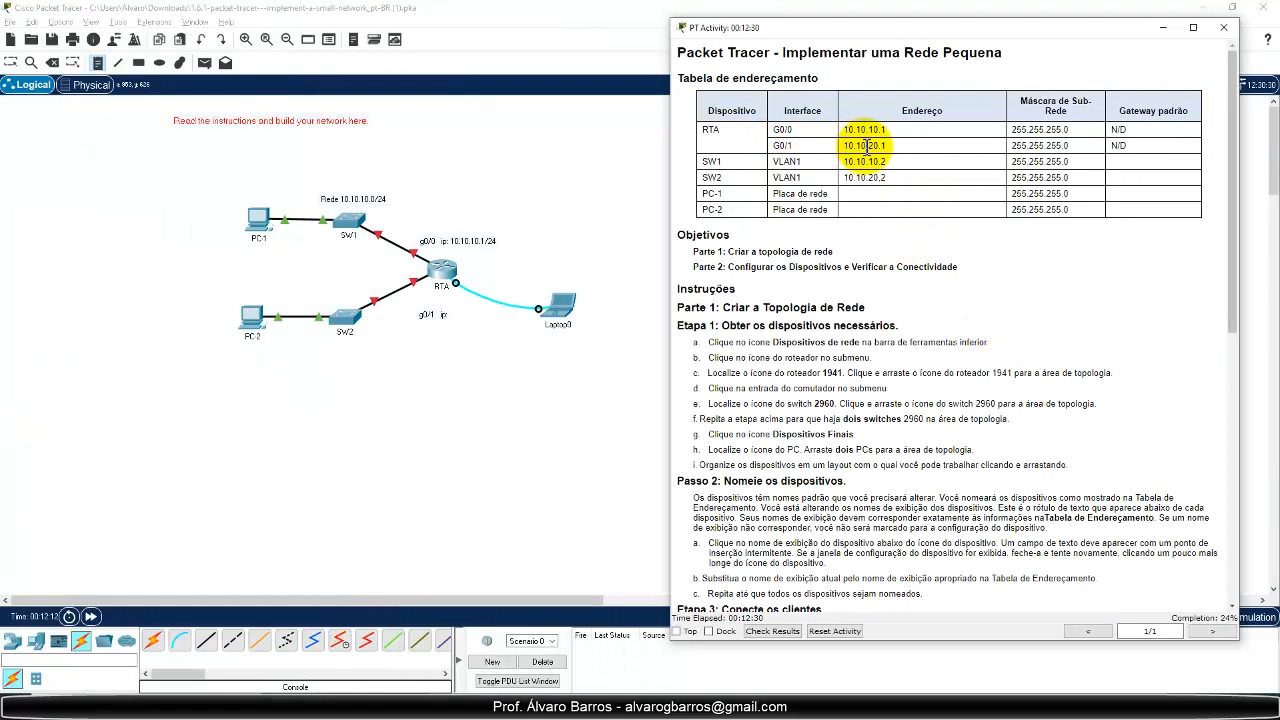 Cisco Packet Tracer - C:\Users\Alvaro\Downloads\1.6.1-packet-tracer---implement-a-small-network_pt-BR (1).pka
File Edit Options View Tools Extensions Window Help
Logical
Physical
x: 953, y: 626
12:30:30
Read the instructions and build your network here.
Rede 10.10.10.0/24
PC-1
SW1
g0/0 ip: 10.10.10.1/24
RTA
g0/1 ip:
PC-2
SW2
Laptop0
PT Activity: 00:12:30
Packet Tracer - Implementar uma Rede Pequena
Tabela de endereçamento
Dispositivo Interface Endereço Máscara de Sub-Rede Gateway padrão
RTA G0/0 10.10.10.1 255.255.255.0 N/D
G0/1 10.10.20.1 255.255.255.0 N/D
SW1 VLAN1 10.10.10.2 255.255.255.0
SW2 VLAN1 10.10.20,2 255.255.255.0
PC-1 Placa de rede 255.255.255.0
PC-2 Placa de rede 255.255.255.0
Objetivos
Parte 1: Criar a topologia de rede
Parte 2: Configurar os Dispositivos e Verificar a Conectividade
Instruções
Parte 1: Criar a Topologia de Rede
Etapa 1: Obter os dispositivos necessários.
a. Clique no ícone Dispositivos de rede na barra de ferramentas inferior.
b. Clique no ícone do roteador no submenu.
c. Localize o ícone do roteador 1941. Clique e arraste o ícone do roteador 1941 para a área de topologia.
d. Clique na entrada do comutador no submenu.
e. Localize o ícone do switch 2960. Clique e arraste o ícone do switch 2960 para a área de topologia.
f. Repita a etapa acima para que haja dois switches 2960 na área de topologia.
g. Clique no ícone Dispositivos Finais.
h. Localize o ícone do PC. Arraste dois PCs para a área de topologia.
i. Organize os dispositivos em um layout com o qual você pode trabalhar clicando e arrastando.
Passo 2: Nomeie os dispositivos.
Os dispositivos têm nomes padrão que você precisará alterar. Você nomeará os dispositivos como mostrado na Tabela de
Endereçamento. Você está alterando os nomes de exibição dos dispositivos. Este é o rótulo de texto que aparece abaixo de cada
dispositivo. Seus nomes de exibição devem corresponder exatamente às informações naTabela de Endereçamento. Se um nome
de exibição não corresponder, você não será marcado para a configuração do dispositivo.
a. Clique no nome de exibição do dispositivo abaixo do ícone do dispositivo. Um campo de texto deve aparecer com um ponto de
inserção intermitente. Se a janela de configuração do dispositivo for exibida, feche-a e tente novamente, clicando um pouco mais
longe do ícone do dispositivo.
b. Substitua o nome de exibição atual pelo nome de exibição apropriado na Tabela de Endereçamento.
c. Repita até que todos os dispositivos sejam nomeados.
Etapa 3: Conecte os clientes
Time Elapsed: 00:12:30 Completion: 24%
Top Dock Check Results Reset Activity < 1/1 >
Time: 00:12:12
Scenario 0
New Delete
Toggle PDU List Window
Fire Last Status Source
Console
Prof. Álvaro Barros - alvarogbarros@gmail.com